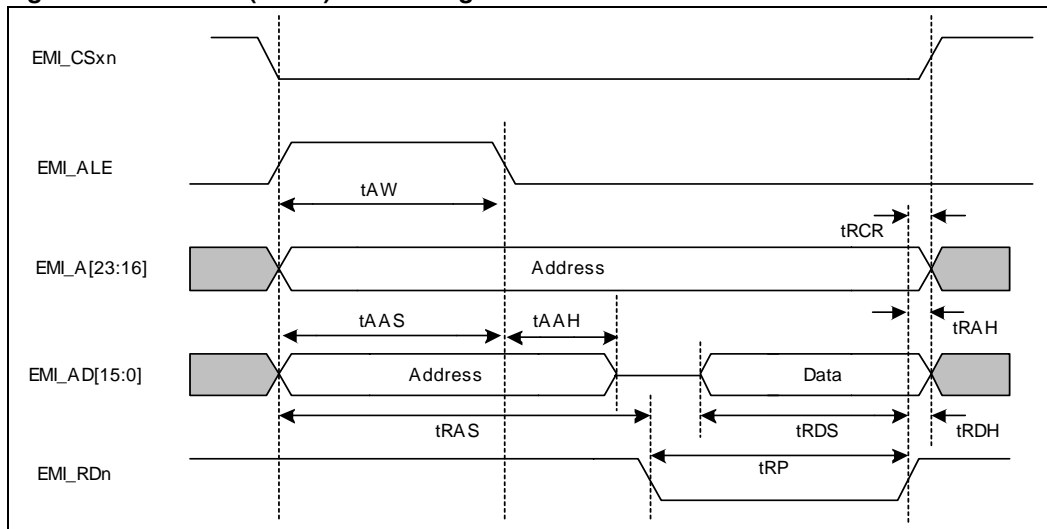 EMI_CSxn
EMI_ALE
tAW
tRCR
EMI_A[23:16]
Address
tAAS
tAAH
tRAH
EMI_AD[15:0]
Address
Data
tRAS
tRDS
tRDH
tRP
EMI_RDn